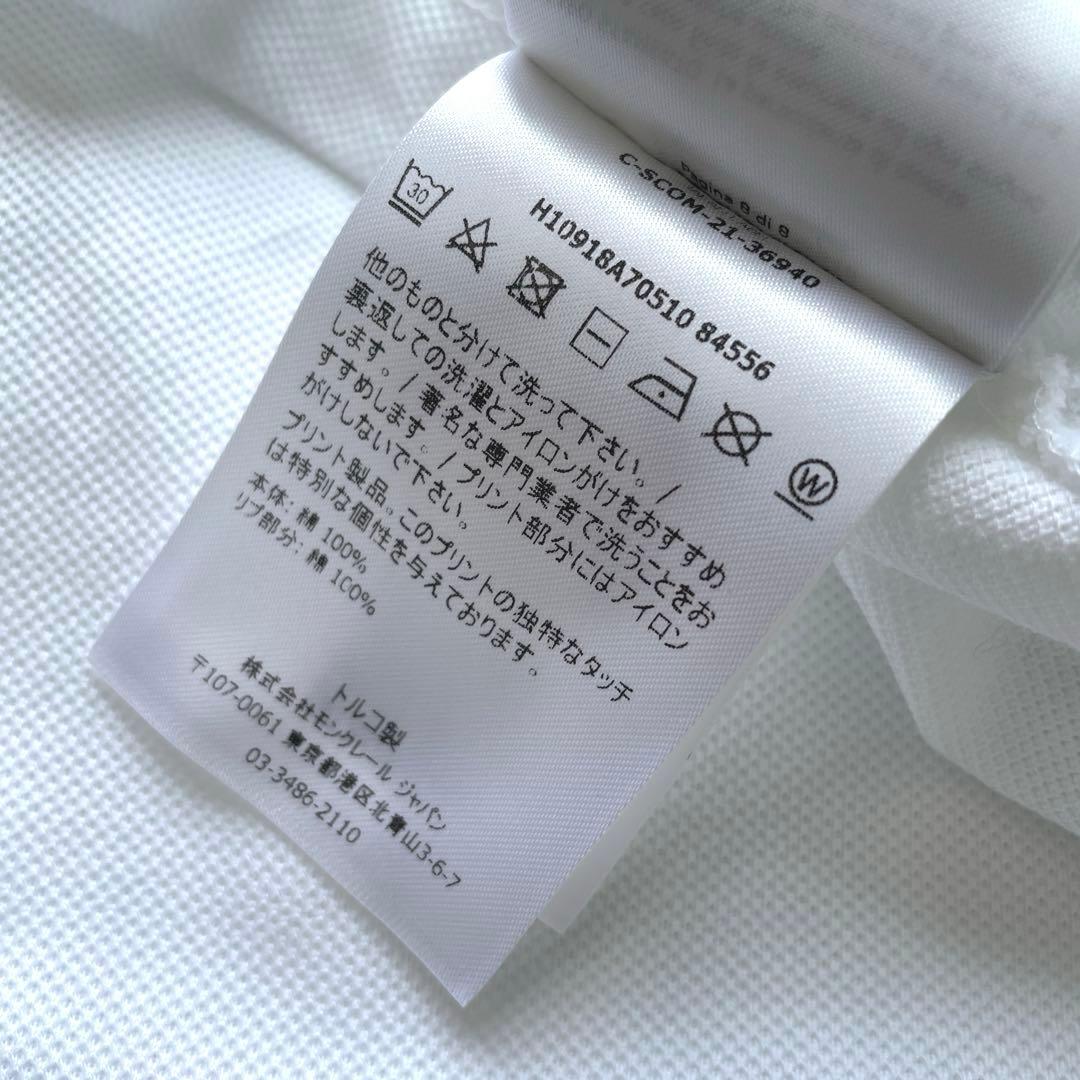 Pagina 8 di 8
C-SCOM-21-36940
H10918A70510 84556
30
W
他のものと分けて洗って下さい。/
裏返しての洗濯とアイロンがけをおすすめ
します。/ 著名な専門業者で洗うことをお
すすめします。/ プリント部分にはアイロン
がけしないで下さい。
プリント製品。このプリントの独特なタッチ
は特別な個性を与えております。
本体: 綿 100%
リブ部分: 綿 100%
トルコ製
株式会社モンクレール ジャパン
〒107-0061 東京都港区北青山3-6-7
03-3486-2110